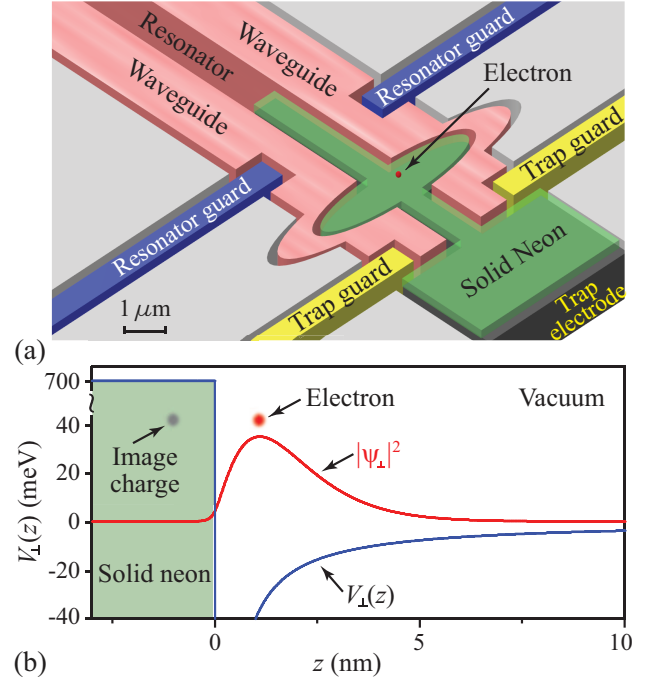 Waveguide
Resonator
Waveguide
Resonator guard
Electron
Trap guard
Resonator guard
Solid Neon
Trap guard
Trap
electrode
1 μm
(a)
700
40
20
0
-20
-40
V⊥(z) (meV)
Electron
Vacuum
Image
charge
|ψ⊥|²
Solid neon
V⊥(z)
0
5
10
z (nm)
(b)